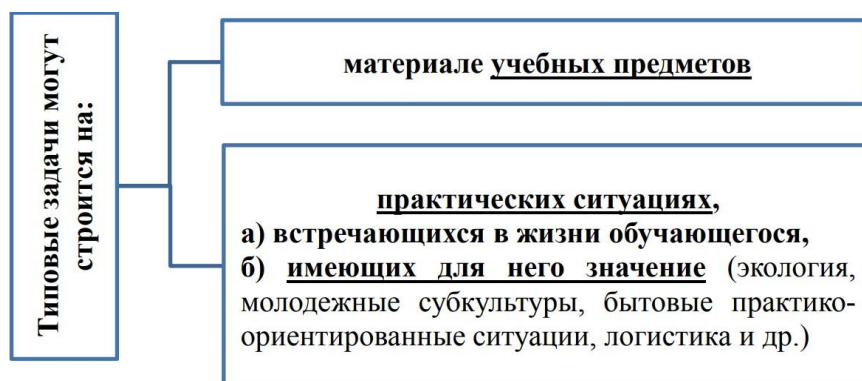 Типовые задачи могут
строится на:
материале учебных предметов
практических ситуациях,
а) встречающихся в жизни обучающегося,
б) имеющих для него значение (экология,
молодежные субкультуры, бытовые практико-
ориентированные ситуации, логистика и др.)